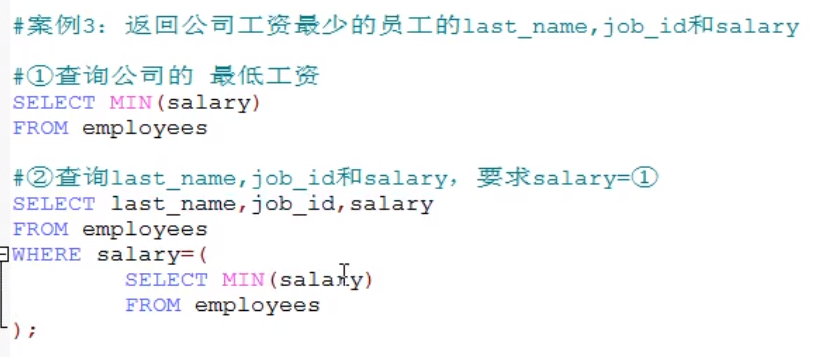 #案例3：返回公司工资最少的员工的last_name,job_id和salary
#①查询公司的 最低工资
SELECT MIN(salary)
FROM employees
#②查询last_name,job_id和salary，要求salary=①
SELECT last_name,job_id,salary
FROM employees
WHERE salary=(
SELECT MIN(salary)
FROM employees
);